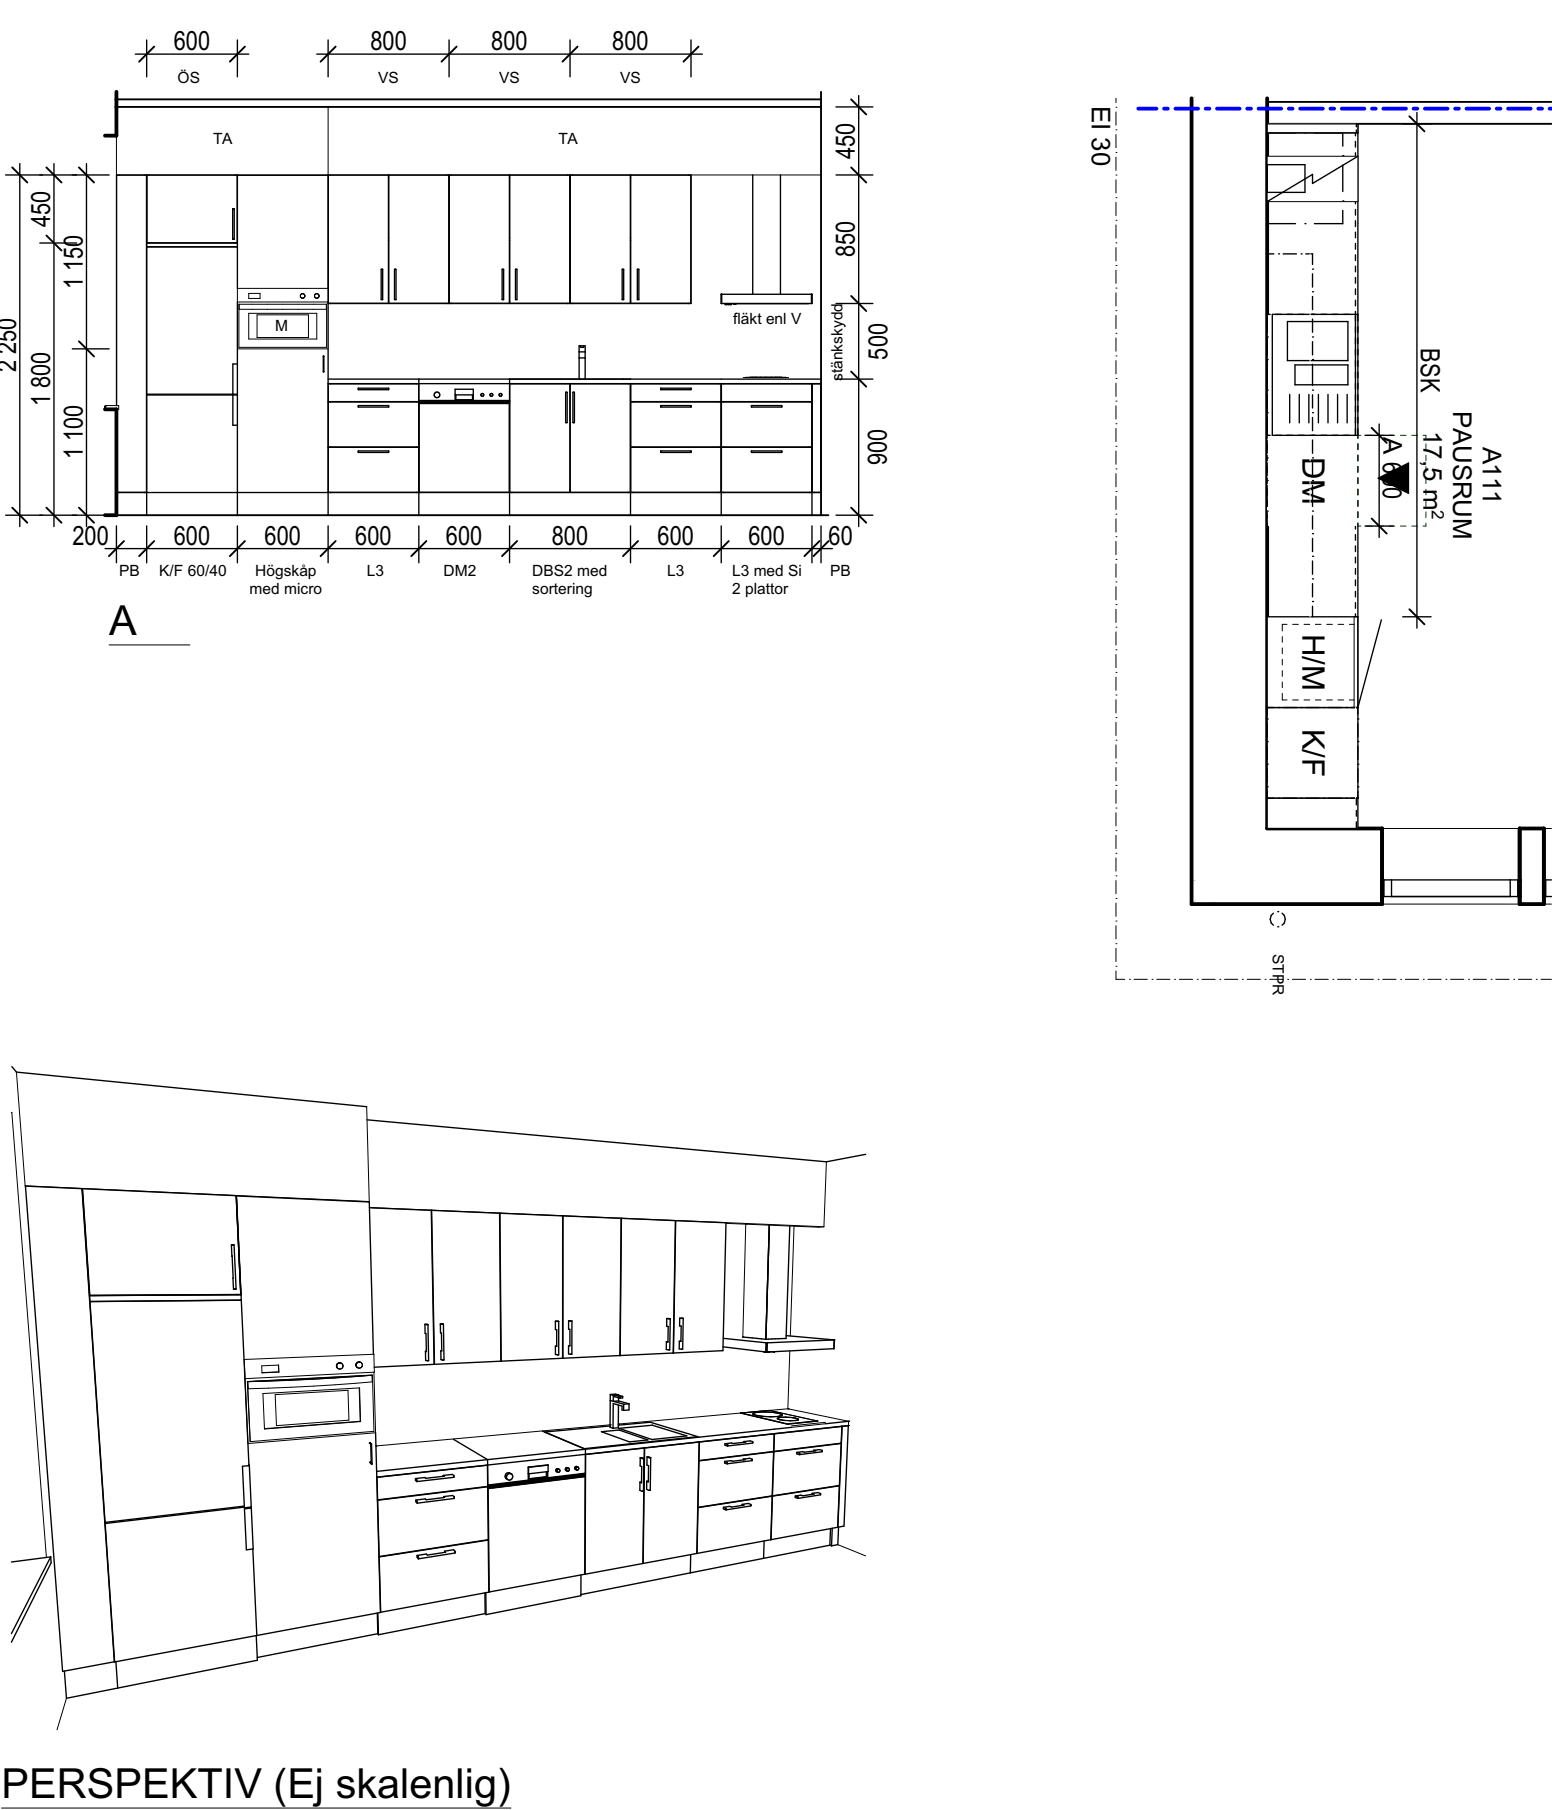 600
800
800
800
ÖS
VS
VS
VS
TA
TA
450
850
500
900
stänkskydd
450
1 150
2 250
1 800
1 100
M
fläkt enl V
200
600
600
600
600
800
600
600
60
PB
K/F 60/40
Högskåp
med micro
L3
DM2
DBS2 med
sortering
L3
L3 med Si
2 plattor
PB
A
EI 30
BSK
A111
PAUSRUM
17,5 m²
A 600
DM
H/M
K/F
STPR
PERSPEKTIV (Ej skalenlig)